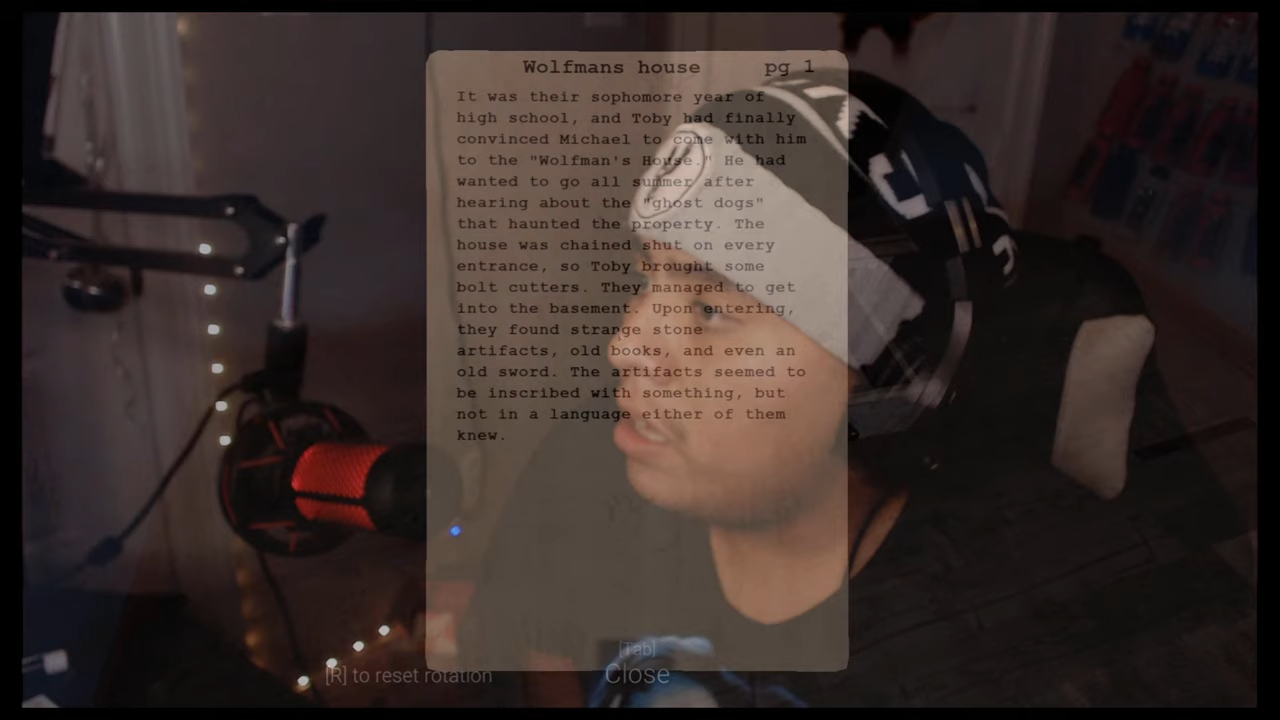 Wolfmans house pg 1
It was their sophomore year of
high school, and Toby had finally
convinced Michael to come with him
to the "Wolfman's House." He had
wanted to go all summer after
hearing about the "ghost dogs"
that haunted the property. The
house was chained shut on every
entrance, so Toby brought some
bolt cutters. They managed to get
into the basement. Upon entering,
they found strange stone
artifacts, old books, and even an
old sword. The artifacts seemed to
be inscribed with something, but
not in a language either of them
knew.
[Tab]
[R] to reset rotation Close